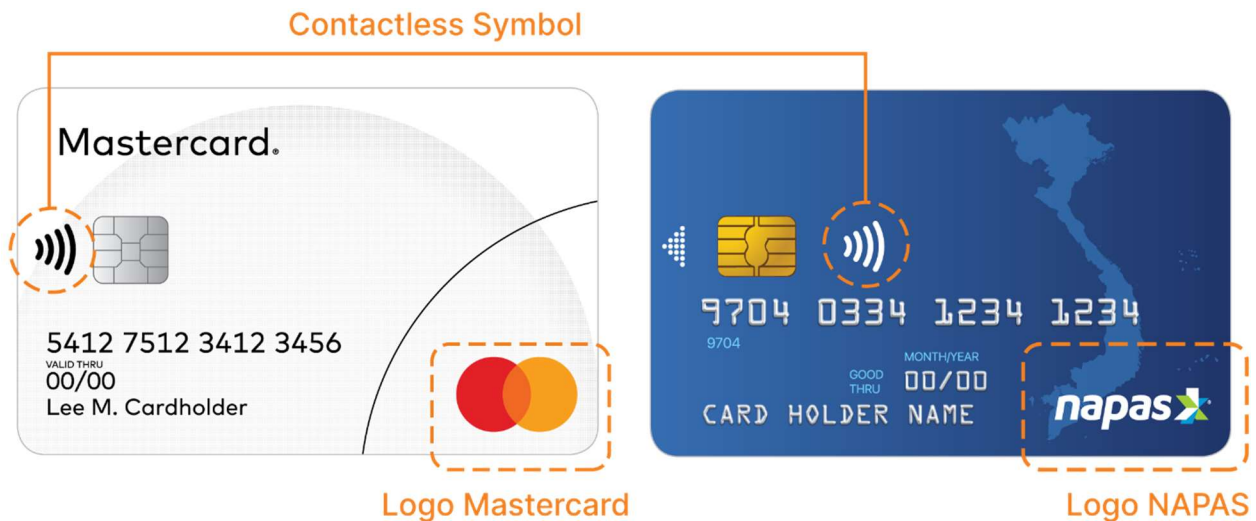 Contactless Symbol
Mastercard.
5412 7512 3412 3456
VALID THRU
00/00
Lee M. Cardholder
9704 0334 1234 1234
9704
MONTH/YEAR
GOOD
THRU
00/00
CARD HOLDER NAME
napas
Logo Mastercard
Logo NAPAS